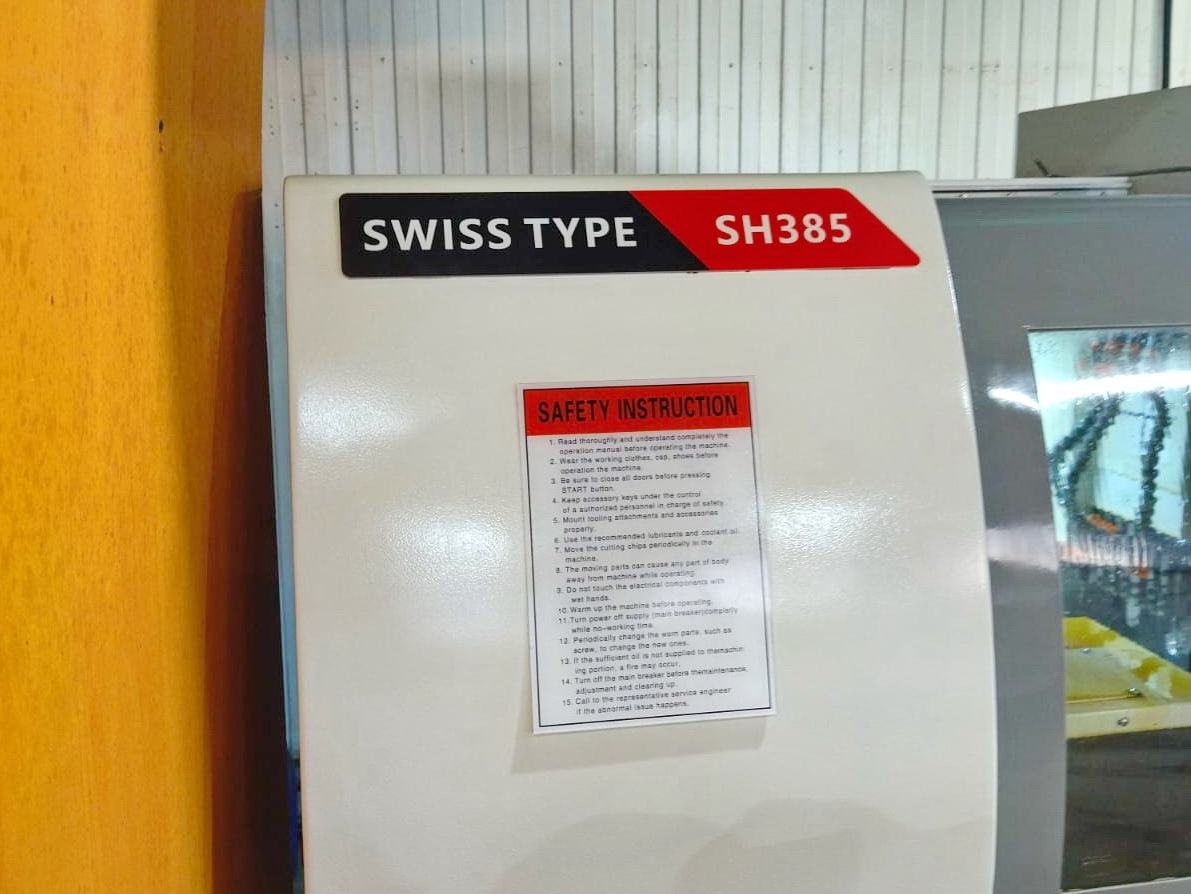 SWISS TYPE SH385
SAFETY INSTRUCTION
1. Read thoroughly and understand completely the
operation manual before operating the machine.
2. Wear the working clothes, cap, shoes before
operation the machine.
3. Be sure to close all doors before pressing
START button.
4. Keep accessory keys under the control
of a authorized personnel in charge of safety.
5. Mount tooling attachments and accessories
properly.
6. Use the recommended lubricants and coolant oil.
7. Move the cutting chips periodically in the
machine.
8. The moving parts can cause any part of body
away from machine while operating.
9. Do not touch the electrical components with
wet hands.
10. Warm up the machine before operating.
11. Turn power off supply (main breaker)completly
while no-working time.
12. Periodically change the worn parts, such as
screw, to change the new ones.
13. If the sufficient oil is not supplied to themachin
ing portion, a fire may occur.
14. Turn off the main breaker before themaintenance,
adjustment and clearing up.
15. Call to the representative service engineer
if the abnormal issue happens.